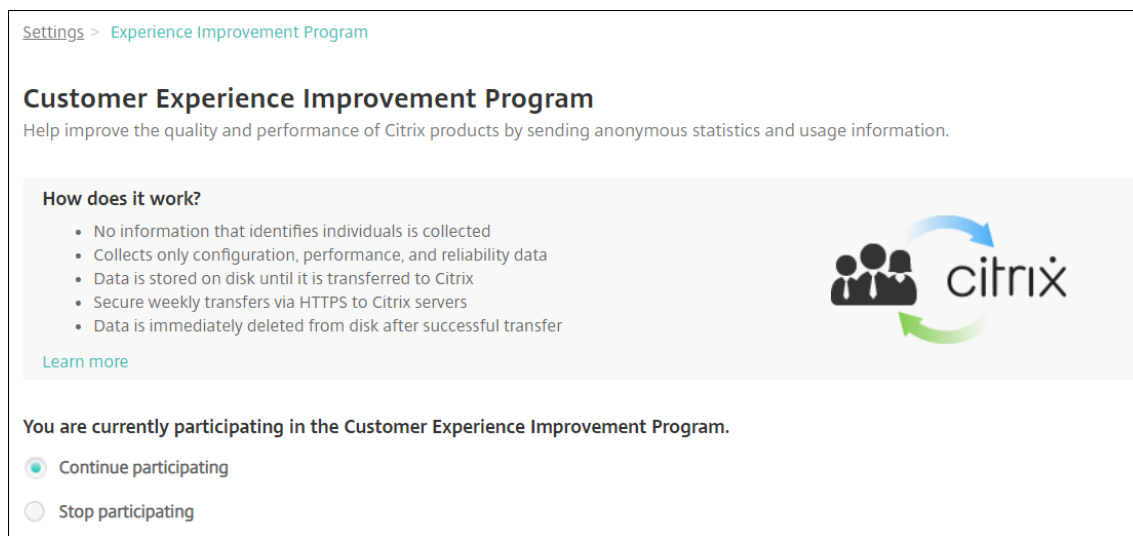 Settings > Experience Improvement Program
Customer Experience Improvement Program
Help improve the quality and performance of Citrix products by sending anonymous statistics and usage information.
How does it work?
• No information that identifies individuals is collected
• Collects only configuration, performance, and reliability data
• Data is stored on disk until it is transferred to Citrix
• Secure weekly transfers via HTTPS to Citrix servers
• Data is immediately deleted from disk after successful transfer
Learn more
citrix
You are currently participating in the Customer Experience Improvement Program.
Continue participating
Stop participating